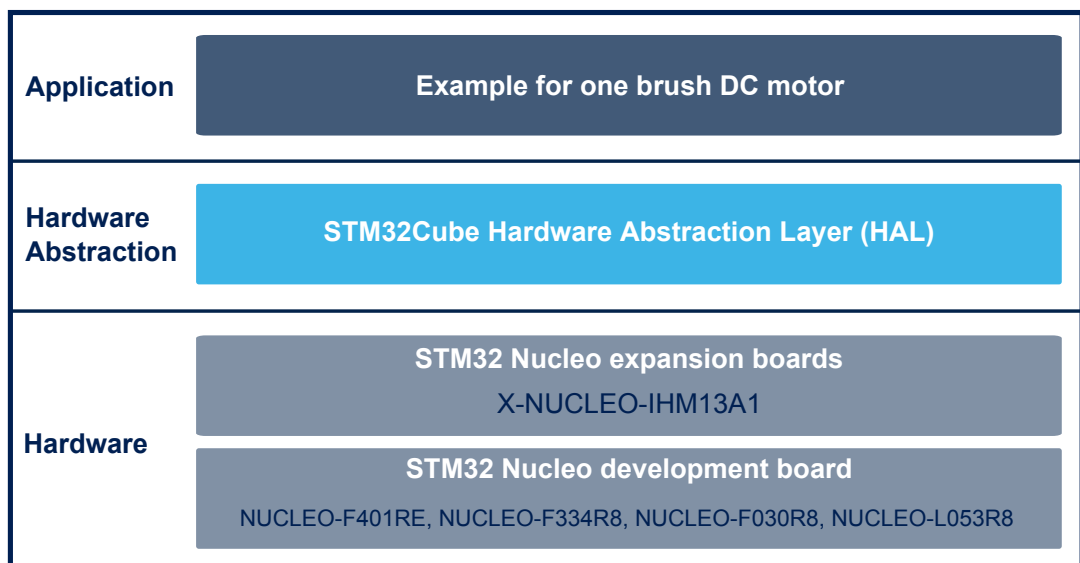 Application
Example for one brush DC motor
Hardware
Abstraction
STM32Cube Hardware Abstraction Layer (HAL)
Hardware
STM32 Nucleo expansion boards
X-NUCLEO-IHM13A1
STM32 Nucleo development board
NUCLEO-F401RE, NUCLEO-F334R8, NUCLEO-F030R8, NUCLEO-L053R8